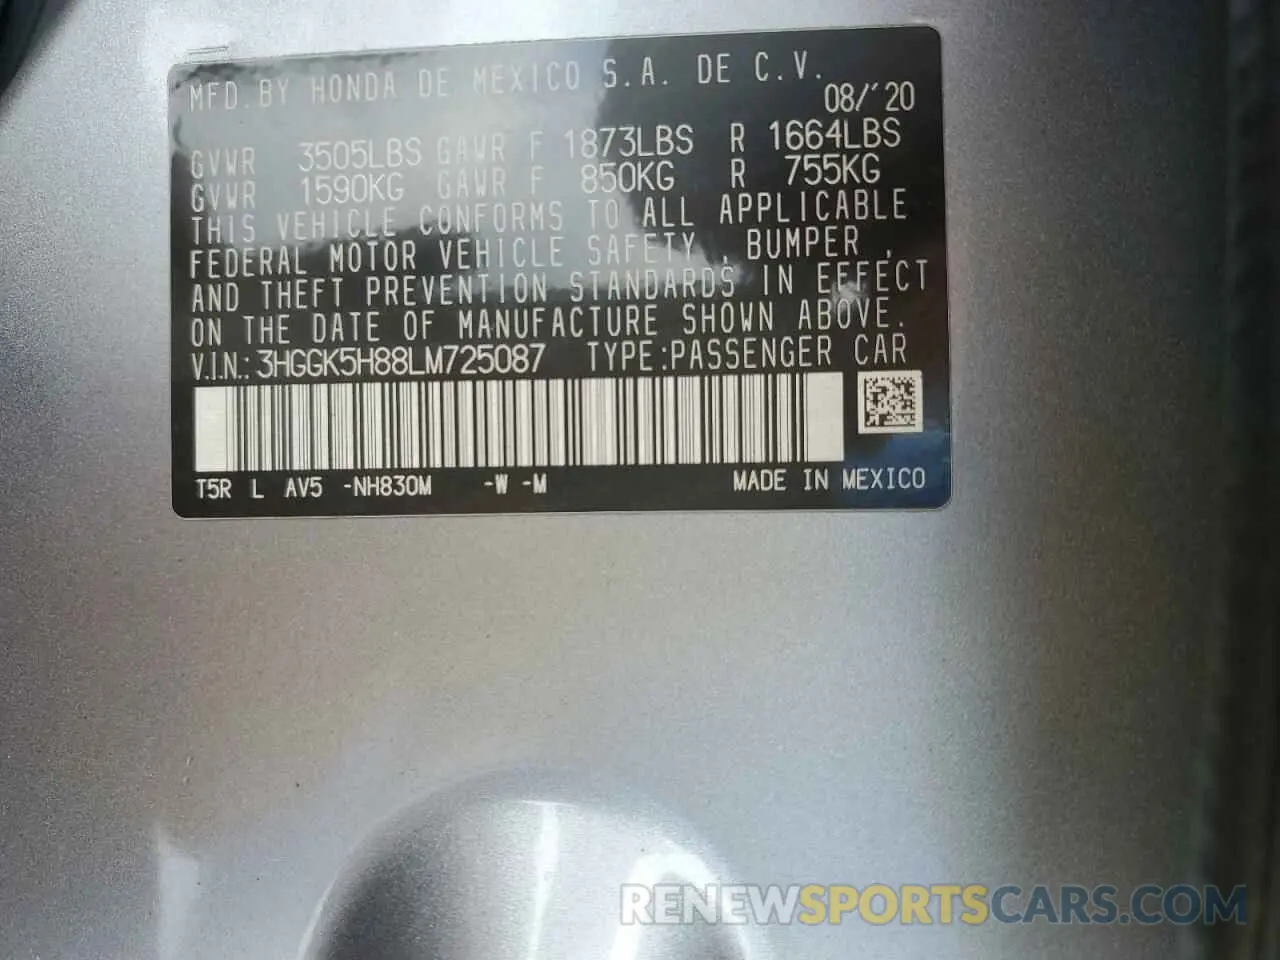 MFD. BY HONDA DE MEXICO S.A. DE C.V.
08/'20
GVWR 3505LBS GAWR F 1873LBS R 1664LBS
GVWR 1590KG GAWR F 850KG R 755KG
THIS VEHICLE CONFORMS TO ALL APPLICABLE
FEDERAL MOTOR VEHICLE SAFETY , BUMPER ,
AND THEFT PREVENTION STANDARDS IN EFFECT
ON THE DATE OF MANUFACTURE SHOWN ABOVE.
V.I.N.: 3HGGK5H88LM725087 TYPE:PASSENGER CAR
T5R L AV5 -NH830M -W -M MADE IN MEXICO
RENEWSPORTSCARS.COM